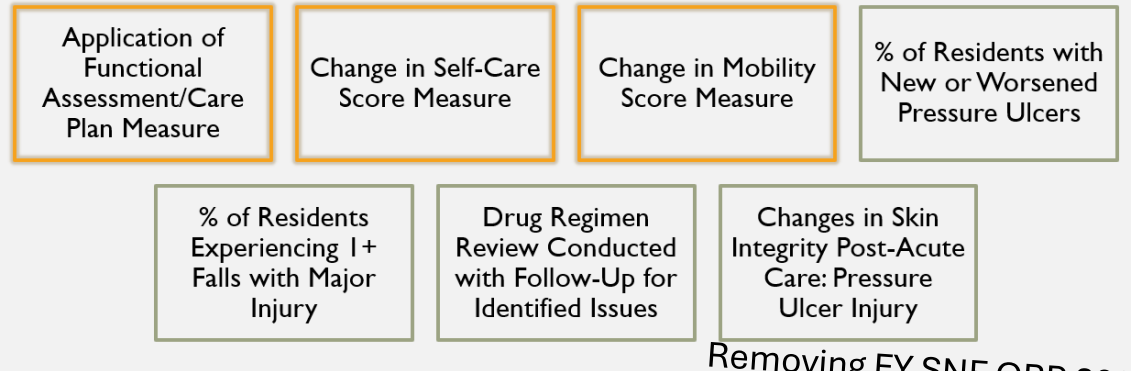 Application of
Functional
Assessment/Care
Plan Measure
Change in Self-Care
Score Measure
Change in Mobility
Score Measure
% of Residents with
New or Worsened
Pressure Ulcers
% of Residents
Experiencing 1+
Falls with Major
Injury
Drug Regimen
Review Conducted
with Follow-Up for
Identified Issues
Changes in Skin
Integrity Post-Acute
Care: Pressure
Ulcer Injury
Removing FY SNF QRP